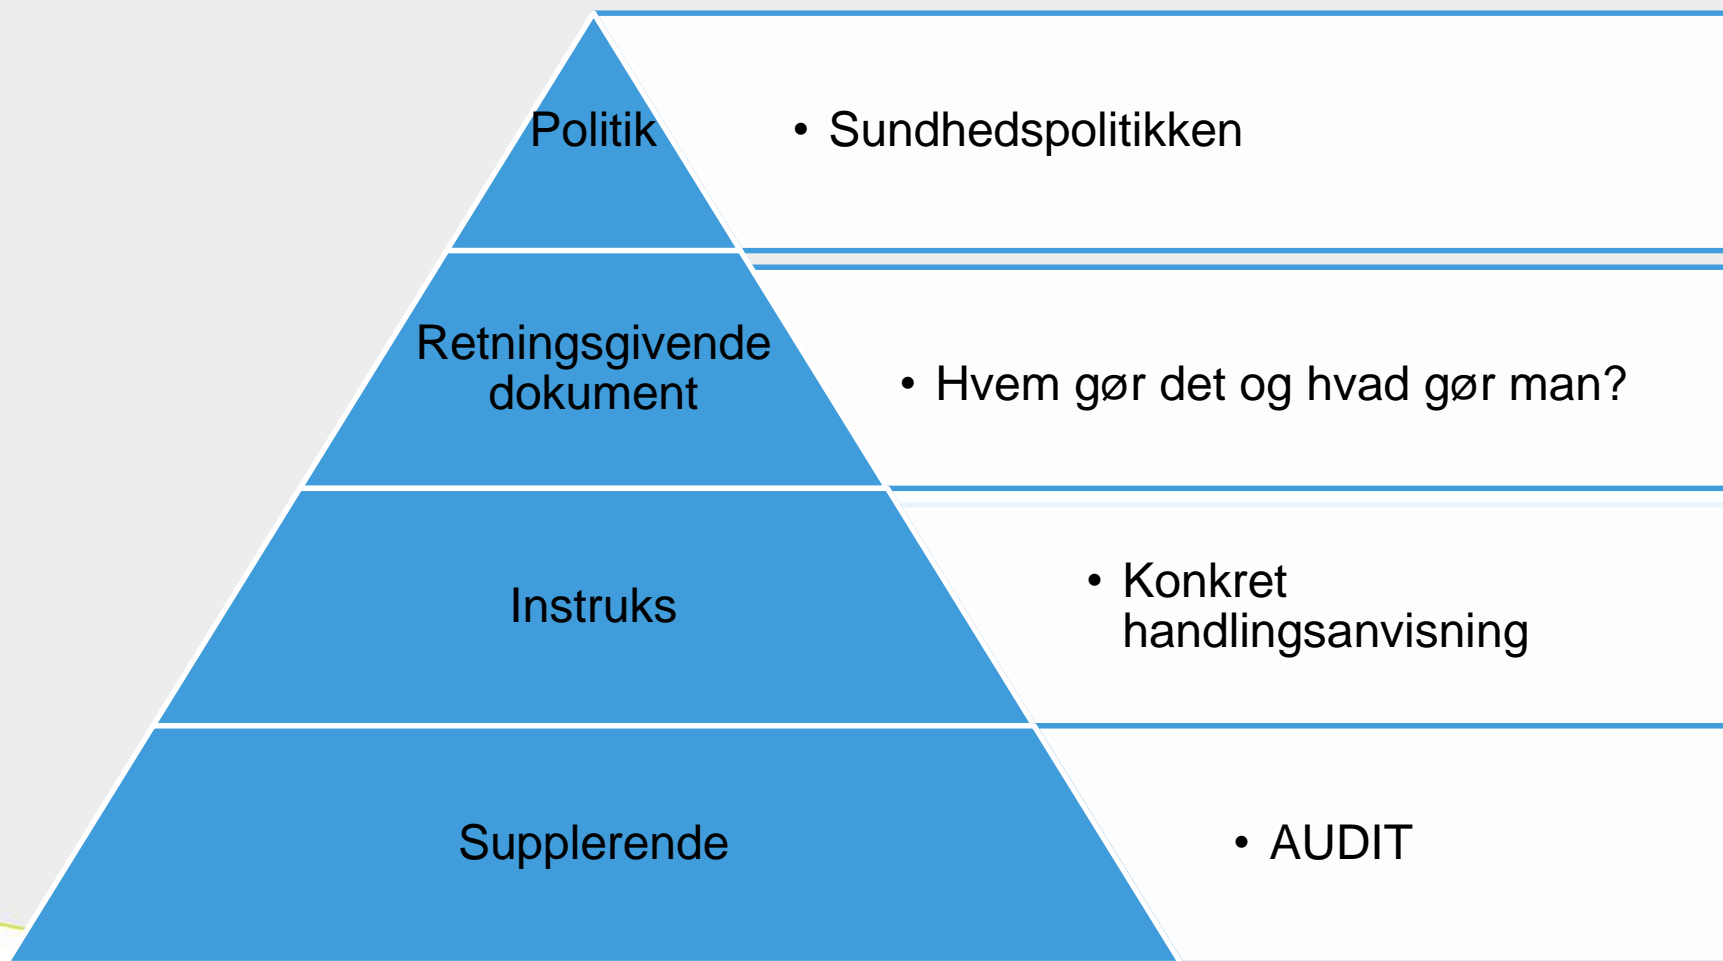 Politik
• Sundhedspolitikken
Retningsgivende
dokument
• Hvem gør det og hvad gør man?
Instruks
• Konkret
handlingsanvisning
Supplerende
• AUDIT